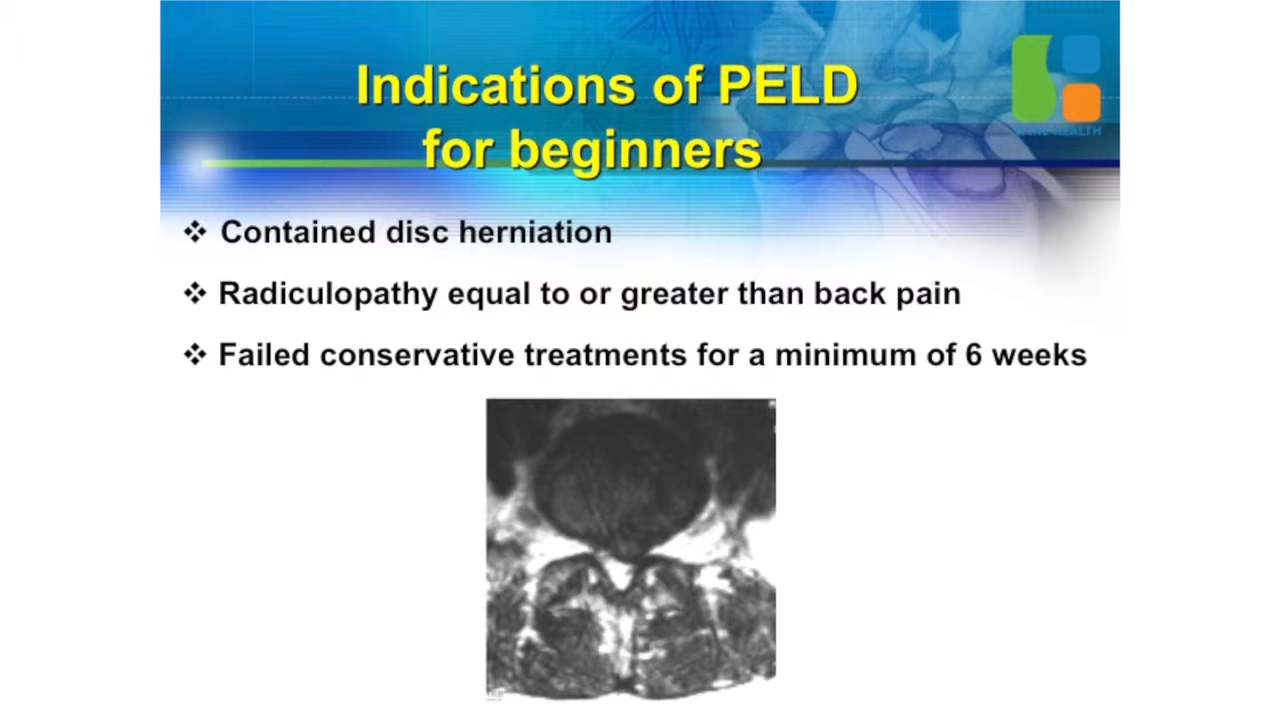 Indications of PELD
for beginners
❖ Contained disc herniation
❖ Radiculopathy equal to or greater than back pain
❖ Failed conservative treatments for a minimum of 6 weeks
HEALTH